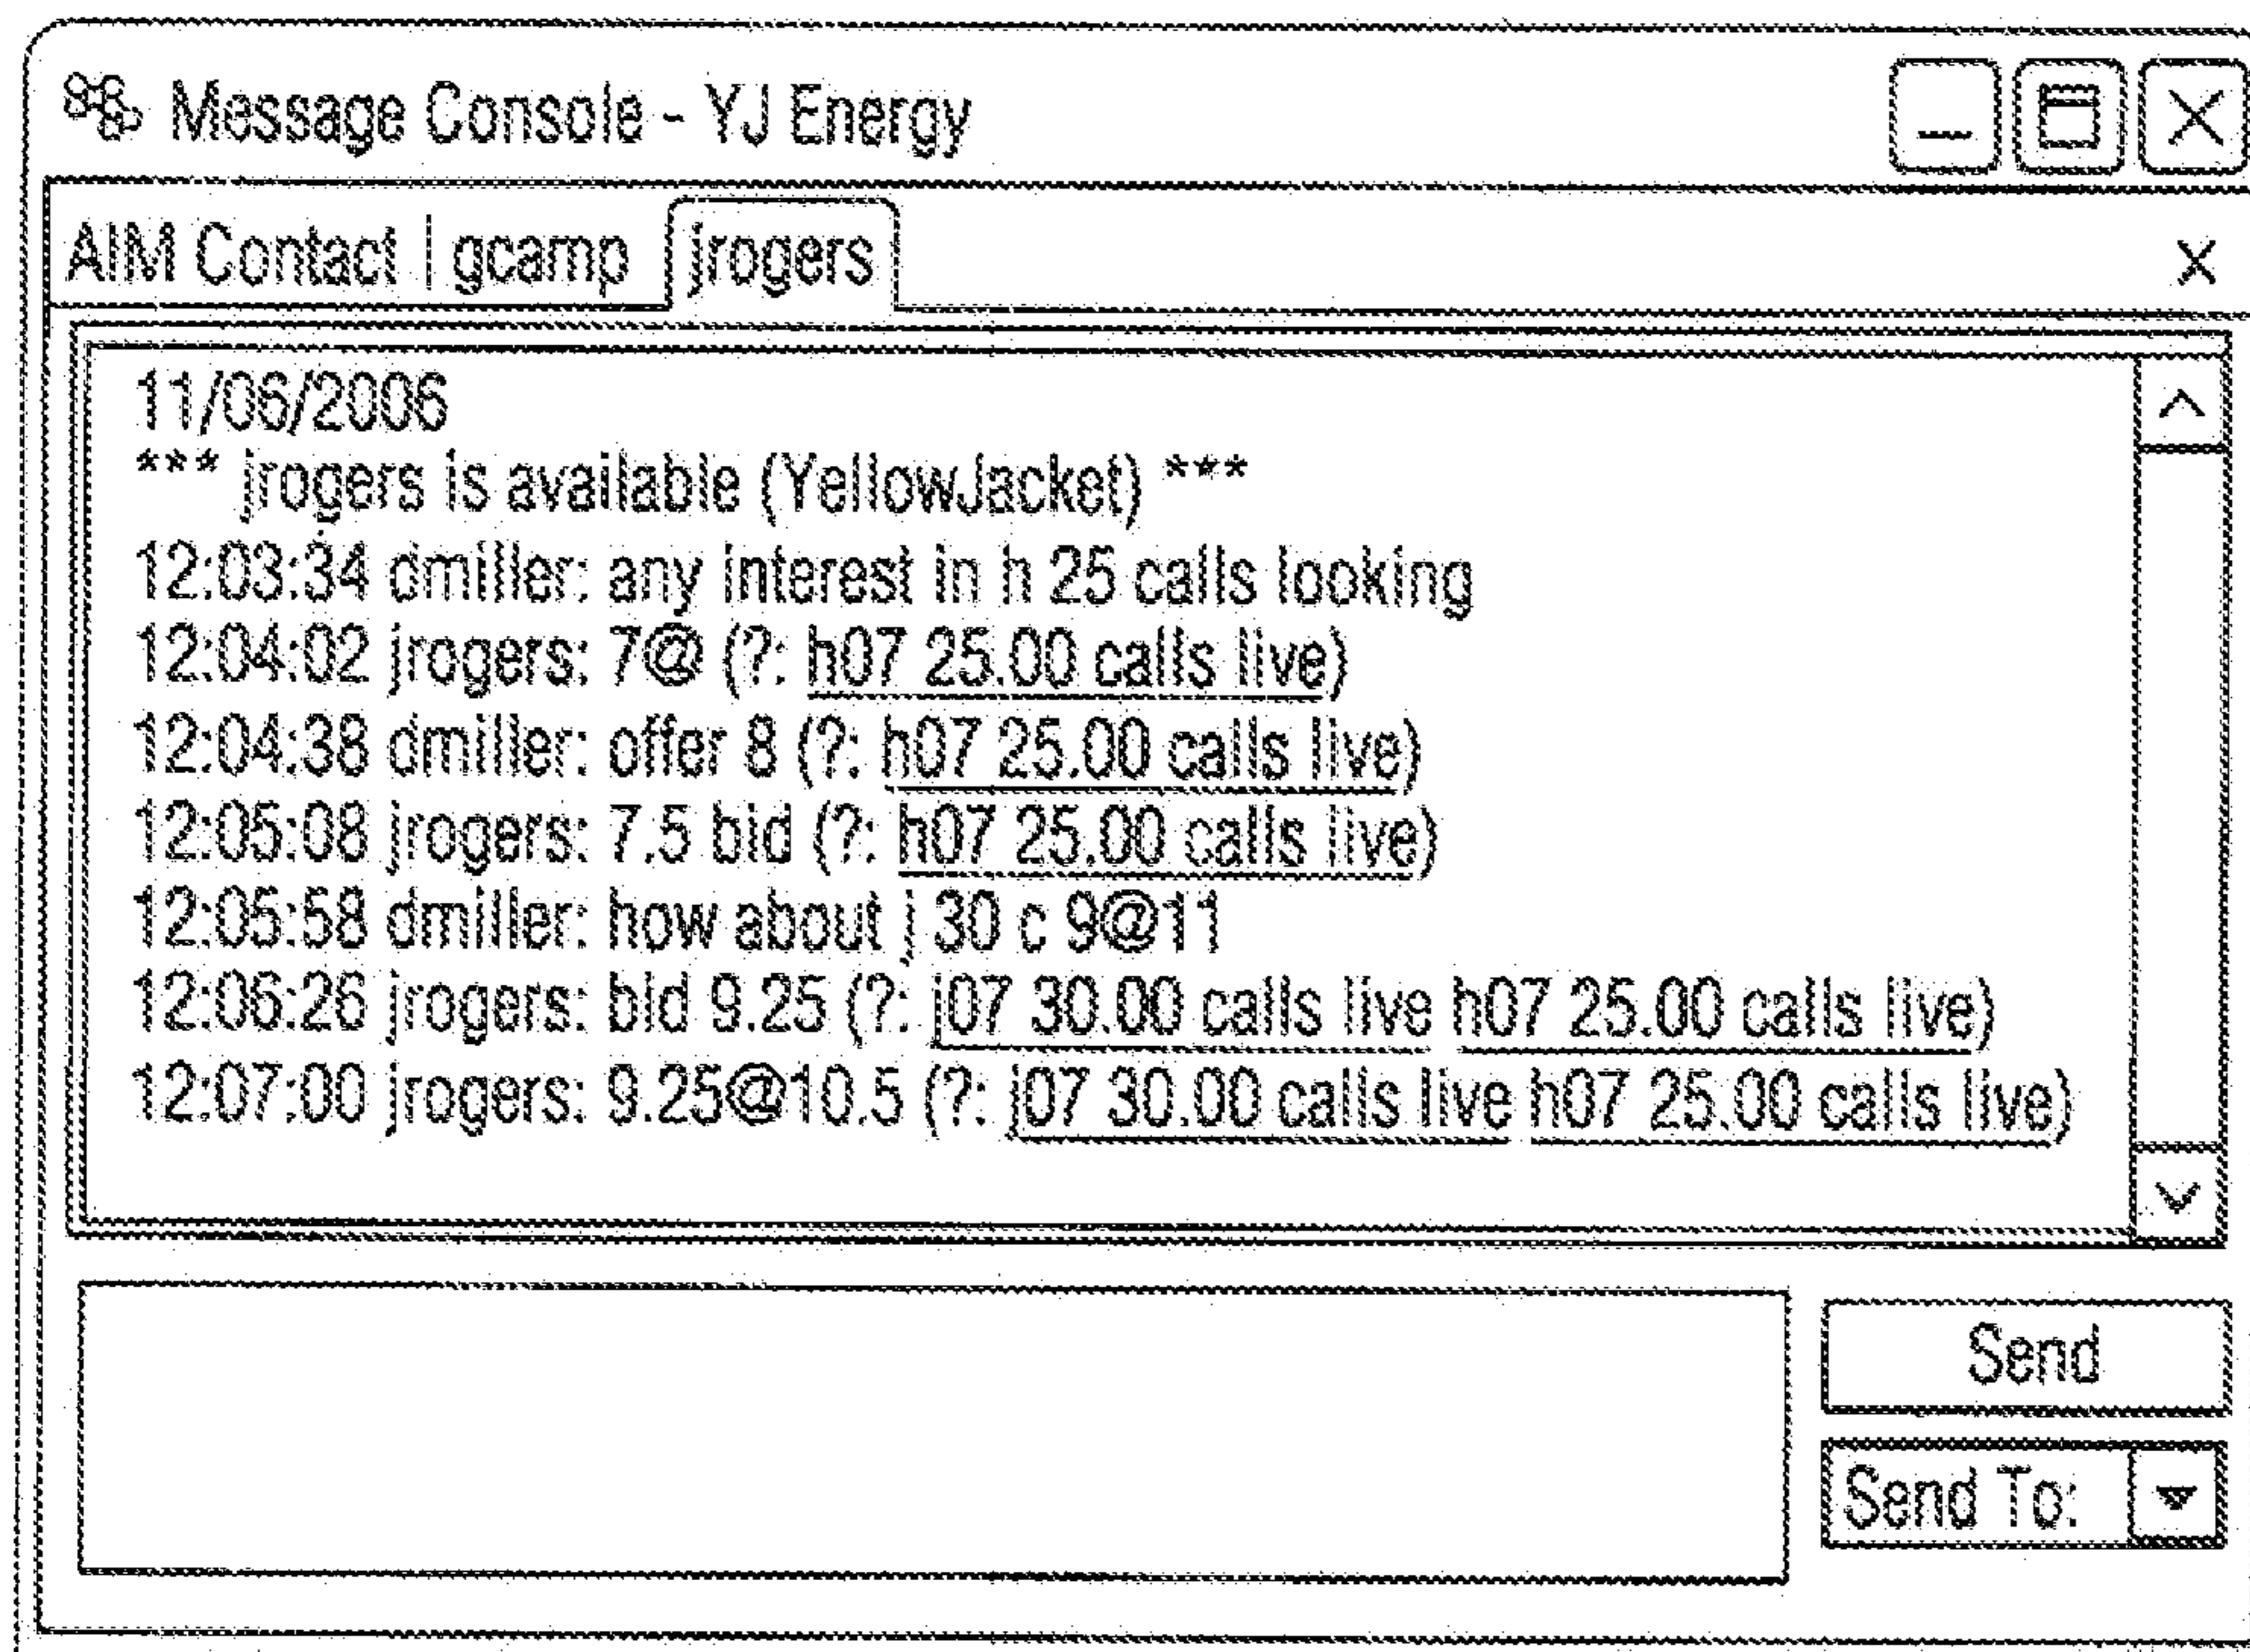 Message Console - YJ Energy
AIM Contact | gcamp jrogers
11/06/2006
*** jrogers is available (YellowJacket) ***
12:03:34 dmiller: any interest in h 25 calls looking
12:04:02 jrogers: 7@ (?: h07 25.00 calls live)
12:04:38 dmiller: offer 8 (?: h07 25.00 calls live)
12:05:08 jrogers: 7.5 bid (?: h07 25.00 calls live)
12:05:58 dmiller: how about j 30 c 9@11
12:06:26 jrogers: bid 9.25 (?: j07 30.00 calls live h07 25.00 calls live)
12:07:00 jrogers: 9.25@10.5 (?: j07 30.00 calls live h07 25.00 calls live)
Send
Send To: